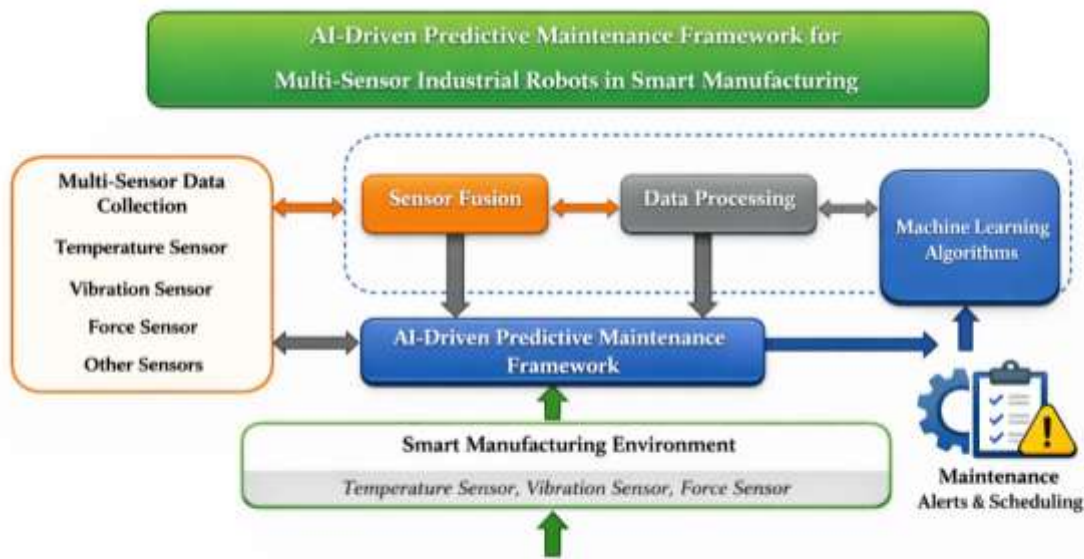 AI-Driven Predictive Maintenance Framework for
Multi-Sensor Industrial Robots in Smart Manufacturing
Multi-Sensor Data
Collection
Temperature Sensor
Vibration Sensor
Force Sensor
Other Sensors
Sensor Fusion
Data Processing
Machine Learning
Algorithms
AI-Driven Predictive Maintenance
Framework
Smart Manufacturing Environment
Temperature Sensor, Vibration Sensor, Force Sensor
Maintenance
Alerts & Scheduling